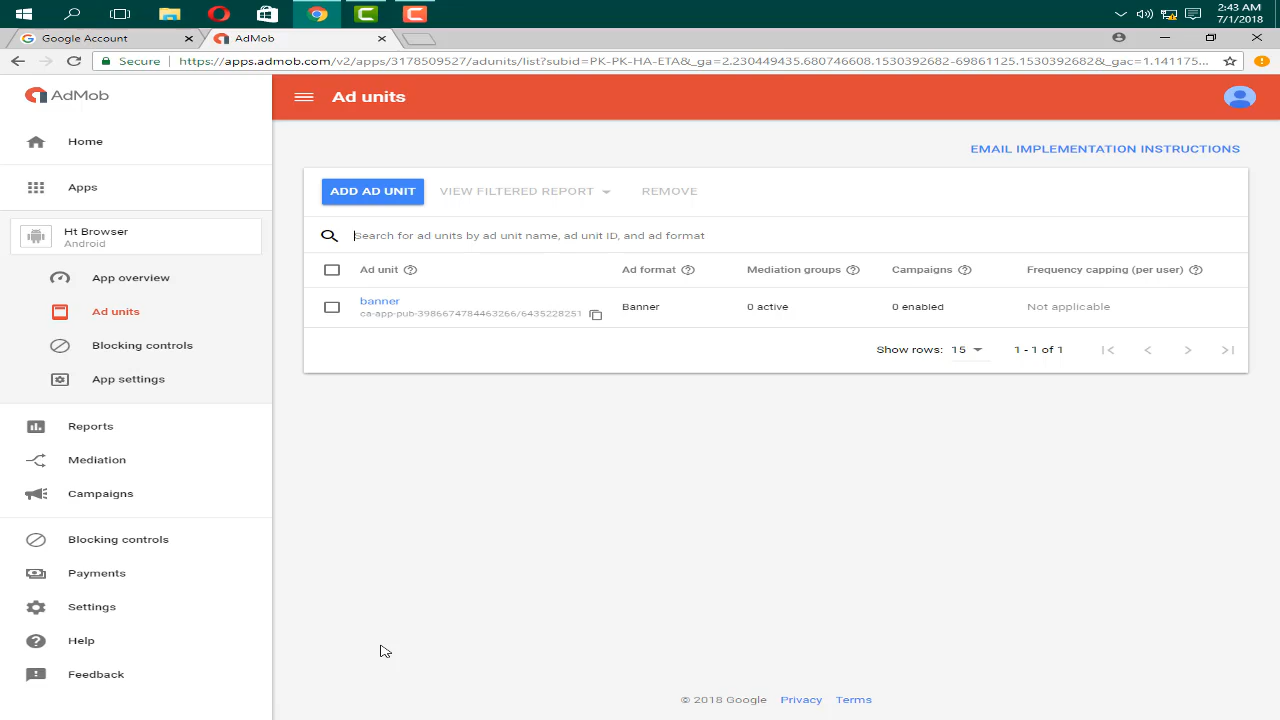 2:43 AM
7/1/2018
Google Account
AdMob
Secure
https://apps.admob.com/v2/apps/3178509527/adunits/list?subid=PK-PK-HA-ETA&_ga=2.230449435.680746608.1530392682-69861125.1530392682&_gac=1.141175...
AdMob
Ad units
Home
Apps
Ht Browser
Android
App overview
Ad units
Blocking controls
App settings
Reports
Mediation
Campaigns
Blocking controls
Payments
Settings
Help
Feedback
EMAIL IMPLEMENTATION INSTRUCTIONS
ADD AD UNIT VIEW FILTERED REPORT REMOVE
Search for ad units by ad unit name, ad unit ID, and ad format
Ad unit Ad format Mediation groups Campaigns Frequency capping (per user)
banner
ca-app-pub-3986674784463266/6435228251
Banner 0 active 0 enabled Not applicable
Show rows: 15 1 - 1 of 1
© 2018 Google Privacy Terms